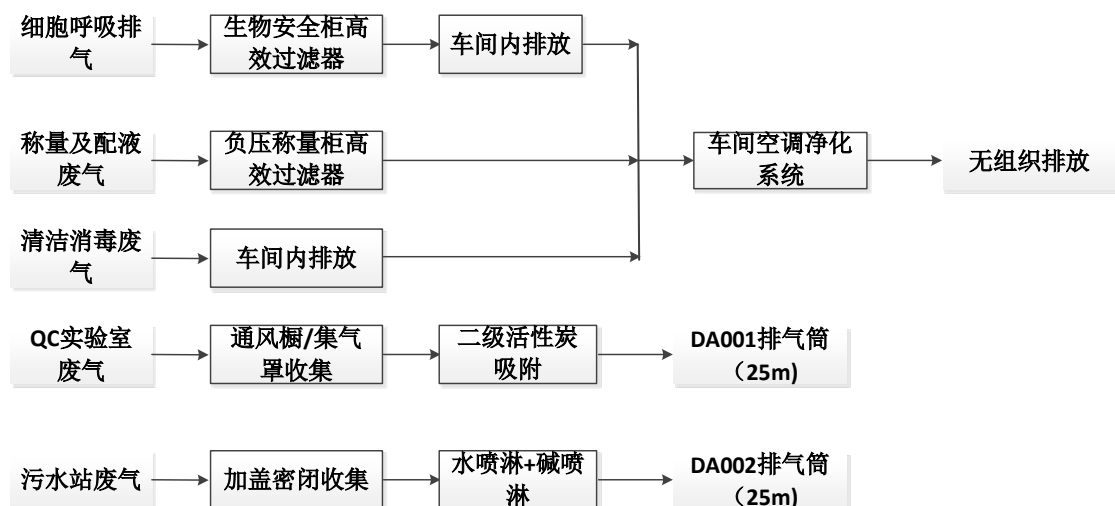 细胞呼吸排
气
生物安全柜高
效过滤器
车间内排放
称量及配液
废气
负压称量柜高
效过滤器
车间空调净化
系统
无组织排放
清洁消毒废
气
车间内排放
QC实验室
废气
通风橱/集气
罩收集
二级活性炭
吸附
DA001排气筒
（25m)
污水站废气
加盖密闭收集
水喷淋+碱喷
淋
DA002排气筒
（25m)